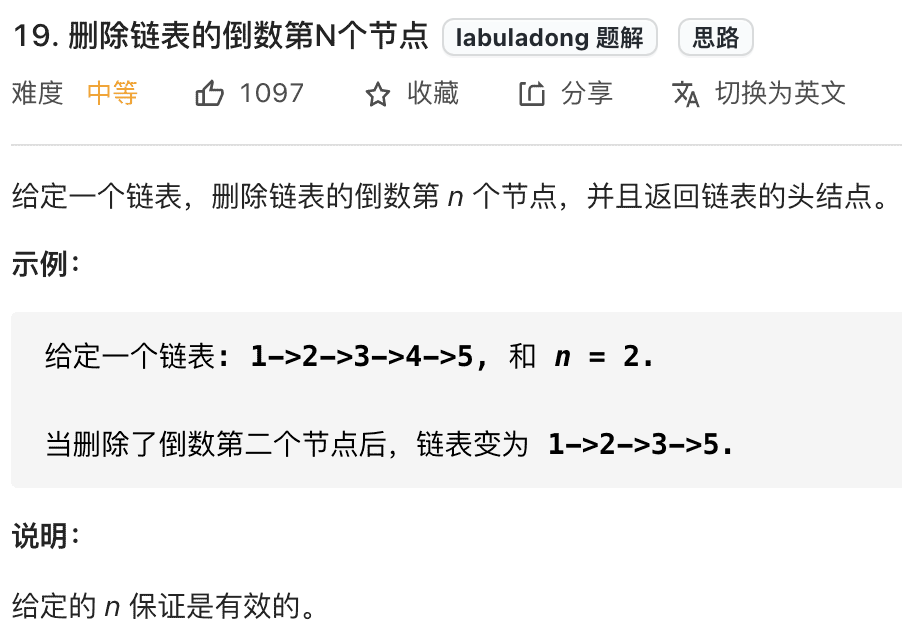 19. 删除链表的倒数第N个节点 labuladong 题解 思路
难度 中等 1097 收藏 分享 切换为英文
给定一个链表，删除链表的倒数第 n 个节点，并且返回链表的头结点。
示例：
给定一个链表: 1->2->3->4->5, 和 n = 2.
当删除了倒数第二个节点后，链表变为 1->2->3->5.
说明：
给定的 n 保证是有效的。